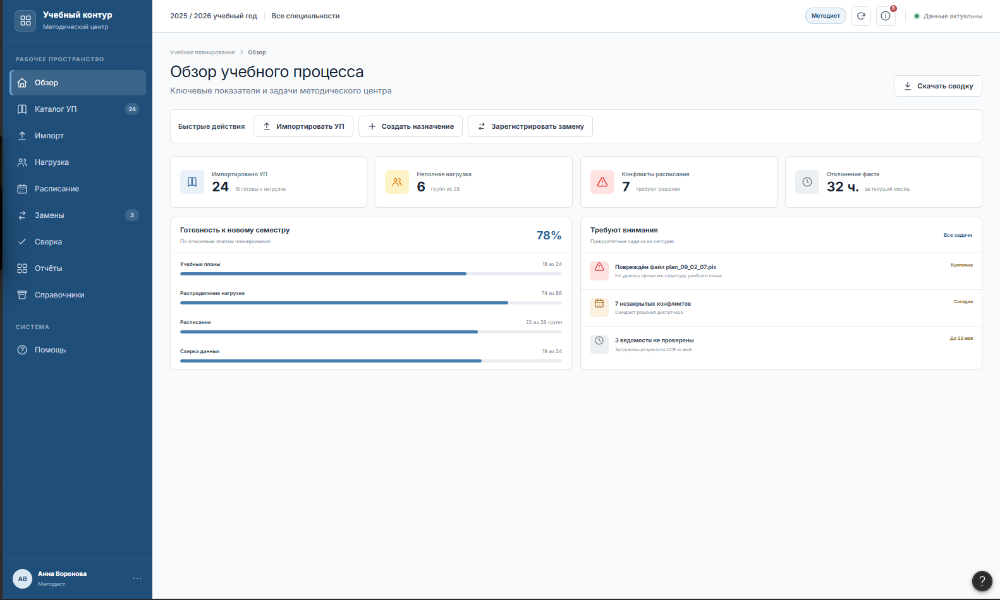 Учебный контур
Методический центр
РАБОЧЕЕ ПРОСТРАНСТВО
Обзор
Каталог УП 24
Импорт
Нагрузка
Расписание
Замены 3
Сверка
Отчёты
Справочники
СИСТЕМА
Помощь
АВ
Анна Воронова
Методист
2025 / 2026 учебный год Все специальности
Методист 3 Данные актуальны
Учебное планирование > Обзор
Обзор учебного процесса
Ключевые показатели и задачи методического центра
Скачать сводку
Быстрые действия Импортировать УП Создать назначение Зарегистрировать замену
Импортировано УП
24 18 готовы к нагрузке
Неполная нагрузка
6 групп из 28
Конфликты расписания
7 требуют решения
Отклонение факта
32 ч. за текущий месяц
Готовность к новому семестру
По ключевым этапам планирования
78%
Учебные планы 18 из 24
Распределение нагрузки 74 из 86
Расписание 22 из 28 групп
Сверка данных 19 из 24
Требуют внимания
Приоритетные задачи на сегодня
Все задачи
Повреждён файл plan_09_02_07.plx
Не удалось прочитать структуру учебного плана
Критично
7 незакрытых конфликтов
Ожидают решения диспетчера
Сегодня
3 ведомости не проверены
Загружены результаты OCR за май
До 22 мая
?